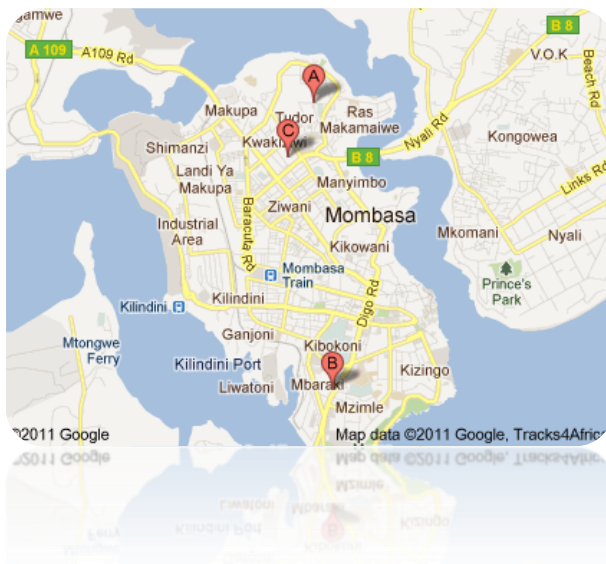 gamwe
A 109
A109 Rd
B 8
V.O.K
Beach Rd
A
Makupa
Tudor
Ras
Makamaiwe
Nyali Rd
Kongowea
C
Shimanzi
B 8
Landi Ya
Makupa
Manyimbo
Links Rd
Ziwani
Mombasa
Industrial
Area
Baracuta Rd
Kikowani
Mkomani
Nyali
Mombasa
Train
Prince's
Park
Kilindini
Kilindini
Digo Rd
Mtongwe
Ferry
Ganjoni
Kibokoni
Kilindini Port
B
Kizingo
Liwatoni
Mbaraki
Mzimle
©2011 Google
Map data ©2011 Google, Tracks4Afric